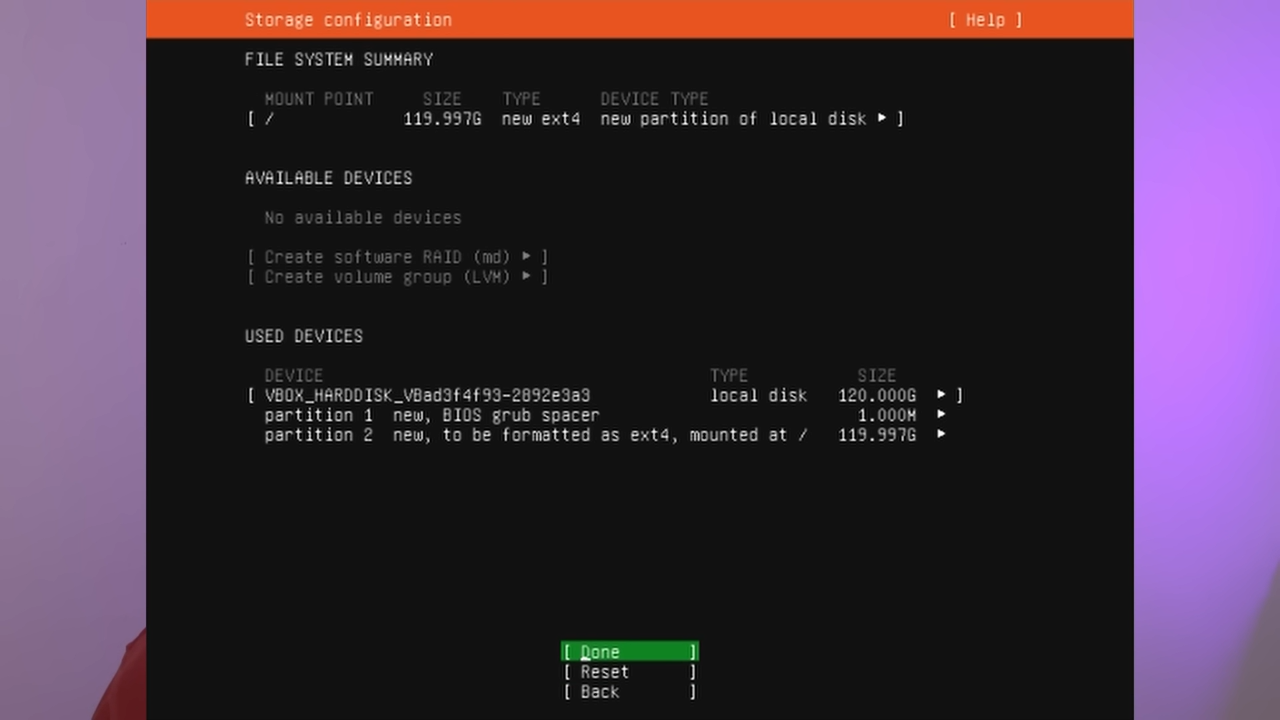 Storage configuration [ Help ]
FILE SYSTEM SUMMARY
MOUNT POINT SIZE TYPE DEVICE TYPE
[ / 119.997G new ext4 new partition of local disk ▸ ]
AVAILABLE DEVICES
No available devices
[ Create software RAID (md) ▸ ]
[ Create volume group (LVM) ▸ ]
USED DEVICES
DEVICE TYPE SIZE
[ VBOX_HARDDISK_VBad3f4f93-2892e3a3 local disk 120.000G ▸ ]
partition 1 new, BIOS grub spacer 1.000M ▸
partition 2 new, to be formatted as ext4, mounted at / 119.997G ▸
[ Done ]
[ Reset ]
[ Back ]